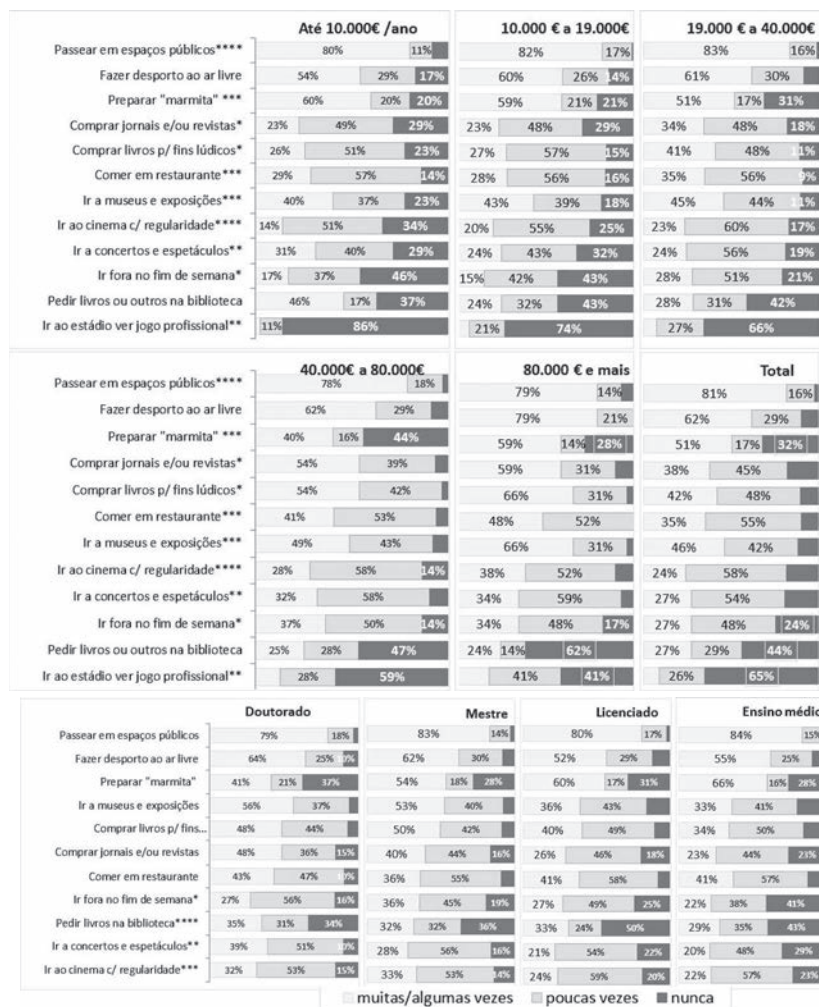 Até 10.000€ /ano 10.000 € a 19.000€ 19.000€ a 40.000€
Passear em espaços públicos**** 80% 11% 82% 17% 83% 16%
Fazer desporto ao ar livre 54% 29% 17% 60% 26% 14% 61% 30%
Preparar "marmita" *** 60% 20% 20% 59% 21% 21% 51% 17% 31%
Comprar jornais e/ou revistas* 23% 49% 29% 23% 48% 29% 34% 48% 18%
Comprar livros p/ fins lúdicos* 26% 51% 23% 27% 57% 15% 41% 48% 11%
Comer em restaurante*** 29% 57% 14% 28% 56% 16% 35% 56% 9%
Ir a museus e exposições*** 40% 37% 23% 43% 39% 18% 45% 44% 11%
Ir ao cinema c/ regularidade**** 14% 51% 34% 20% 55% 25% 23% 60% 17%
Ir a concertos e espetáculos** 31% 40% 29% 24% 43% 32% 24% 56% 19%
Ir fora no fim de semana* 17% 37% 46% 15% 42% 43% 28% 51% 21%
Pedir livros ou outros na biblioteca 46% 17% 37% 24% 32% 43% 28% 31% 42%
Ir ao estádio ver jogo profissional** 11% 86% 21% 74% 27% 66%
40.000€ a 80.000€ 80.000 € e mais Total
Passear em espaços públicos**** 78% 18% 79% 14% 81% 16%
Fazer desporto ao ar livre 62% 29% 79% 21% 62% 29%
Preparar "marmita" *** 40% 16% 44% 59% 14% 28% 51% 17% 32%
Comprar jornais e/ou revistas* 54% 39% 59% 31% 38% 45%
Comprar livros p/ fins lúdicos* 54% 42% 66% 31% 42% 48%
Comer em restaurante*** 41% 53% 48% 52% 35% 55%
Ir a museus e exposições*** 49% 43% 66% 31% 46% 42%
Ir ao cinema c/ regularidade**** 28% 58% 14% 38% 52% 24% 58%
Ir a concertos e espetáculos** 32% 58% 34% 59% 27% 54%
Ir fora no fim de semana* 37% 50% 14% 34% 48% 17% 27% 48% 24%
Pedir livros ou outros na biblioteca 25% 28% 47% 24% 14% 62% 27% 29% 44%
Ir ao estádio ver jogo profissional** 28% 59% 41% 41% 26% 65%
Doutorado Mestre Licenciado Ensino médio
Passear em espaços públicos 79% 18% 83% 14% 80% 17% 84% 15%
Fazer desporto ao ar livre 64% 25% 10% 62% 30% 52% 29% 55% 25%
Preparar "marmita" 41% 21% 37% 54% 18% 28% 60% 17% 31% 66% 16% 28%
Ir a museus e exposições 56% 37% 53% 40% 36% 43% 33% 41%
Comprar livros p/ fins... 48% 44% 50% 42% 40% 49% 34% 50%
Comprar jornais e/ou revistas 48% 36% 15% 40% 44% 16% 26% 46% 18% 23% 44% 23%
Comer em restaurante 43% 47% 10% 36% 55% 41% 58% 41% 57%
Ir fora no fim de semana* 27% 56% 16% 36% 45% 19% 27% 49% 25% 22% 38% 41%
Pedir livros na biblioteca**** 35% 31% 34% 32% 32% 36% 33% 24% 50% 29% 35% 43%
Ir a concertos e espetáculos** 39% 51% 10% 28% 56% 16% 21% 54% 22% 20% 48% 29%
Ir ao cinema c/ regularidade*** 32% 53% 15% 33% 53% 14% 24% 59% 20% 22% 57% 23%
muitas/algumas vezes poucas vezes nunca